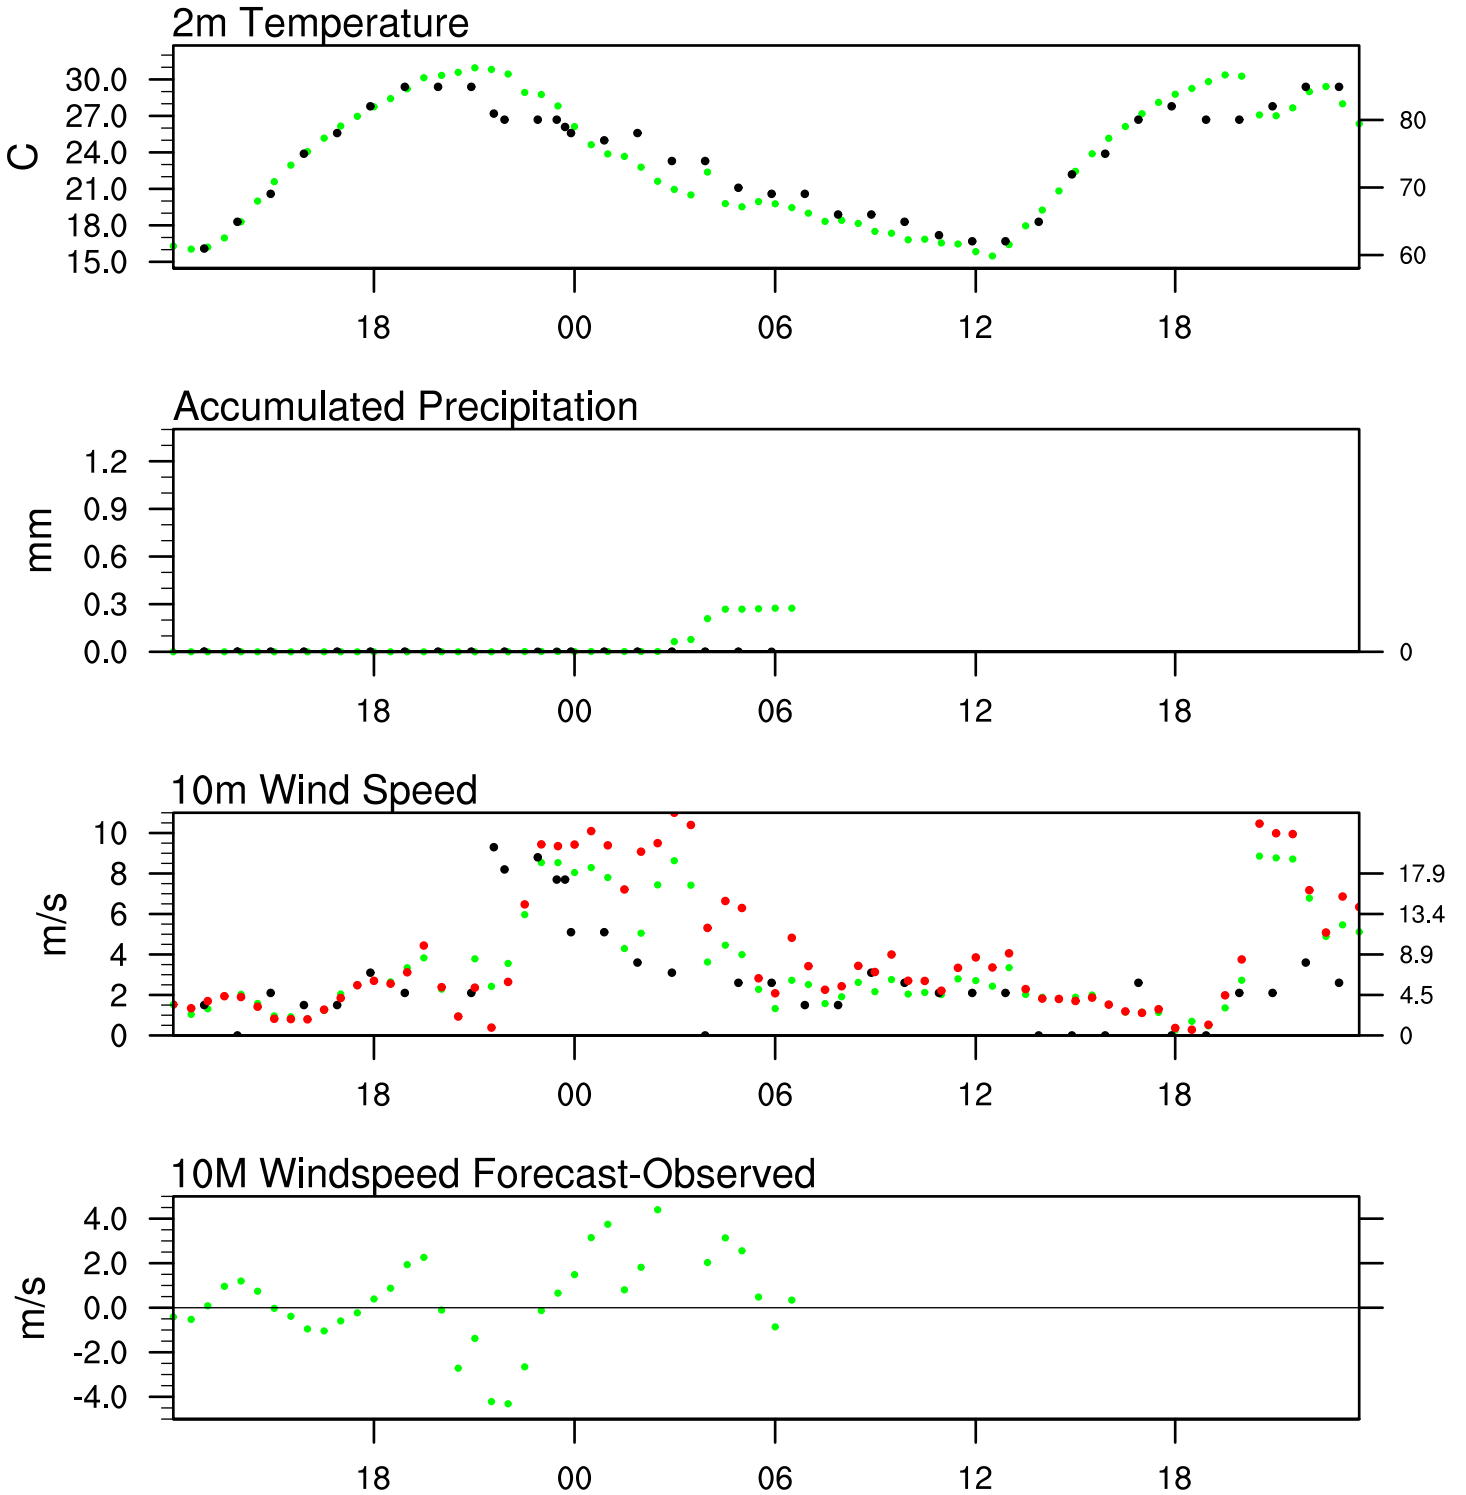 2m Temperature
C
30.0
27.0
24.0
21.0
18.0
15.0
80
70
60
18 00 06 12 18
Accumulated Precipitation
mm
1.2
0.9
0.6
0.3
0.0
0
18 00 06 12 18
10m Wind Speed
m/s
10
8
6
4
2
0
17.9
13.4
8.9
4.5
0
18 00 06 12 18
10M Windspeed Forecast-Observed
m/s
4.0
2.0
0.0
-2.0
-4.0
18 00 06 12 18